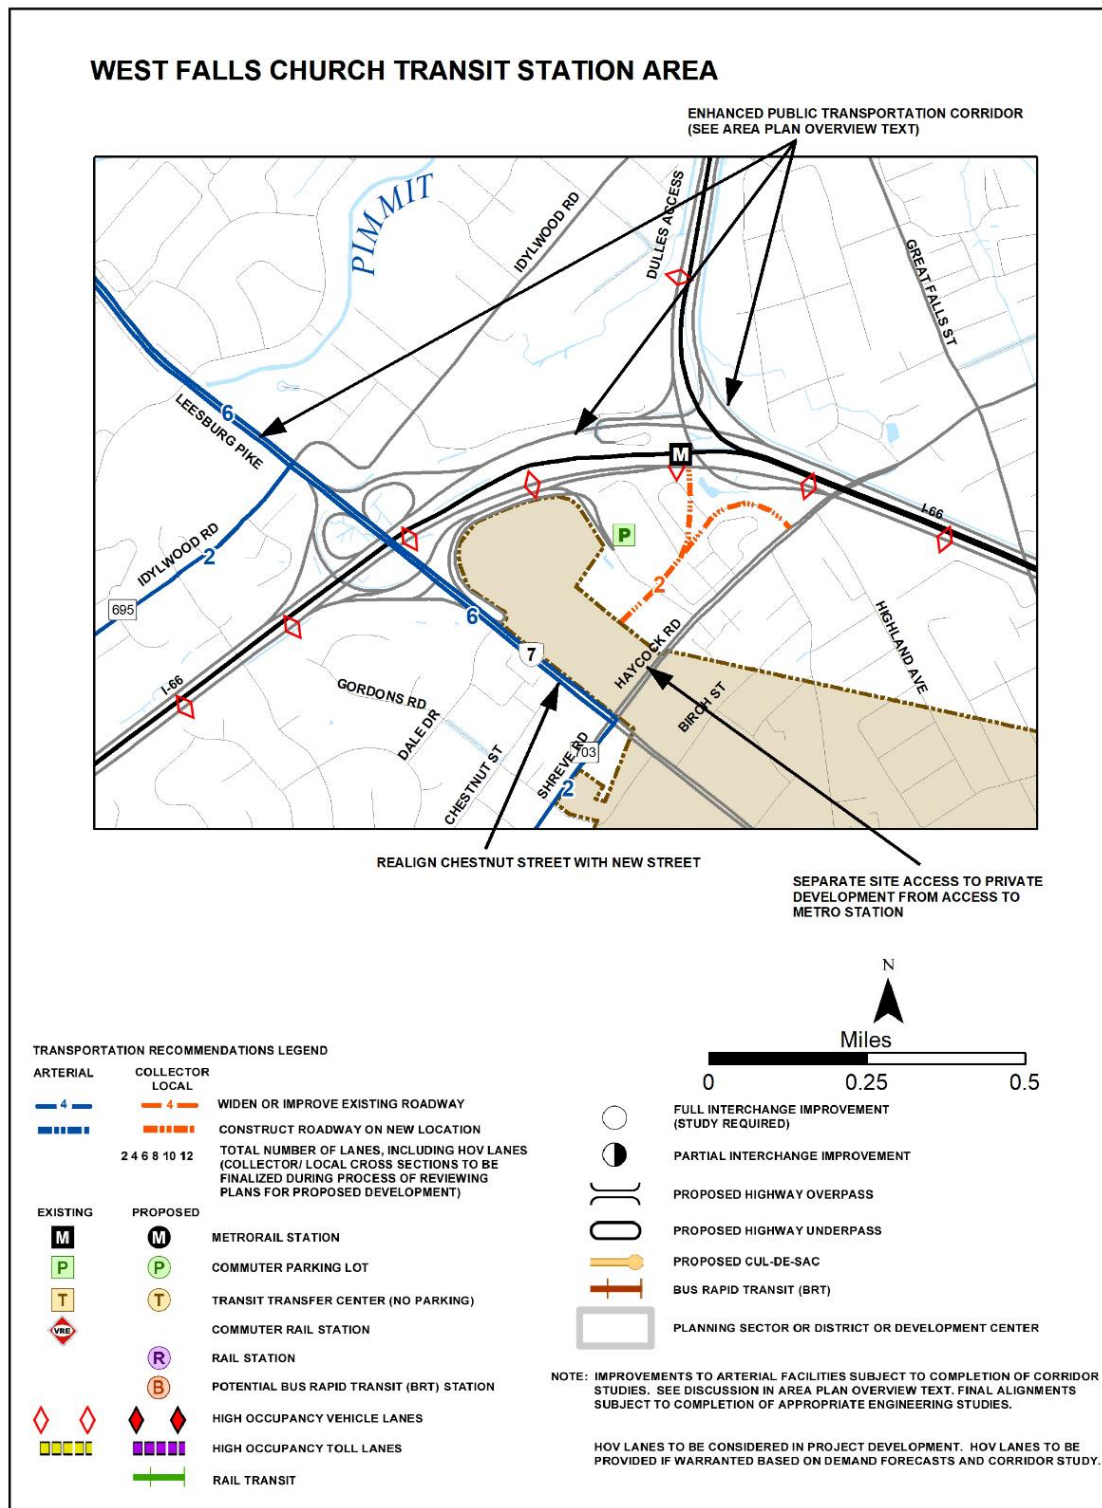 WEST FALLS CHURCH TRANSIT STATION AREA
ENHANCED PUBLIC TRANSPORTATION CORRIDOR
(SEE AREA PLAN OVERVIEW TEXT)
PIMMIT
IDYLWOOD RD
DULLES ACCESS
GREAT FALLS ST
6
LEESBURG PIKE
M
I-66
P
IDYLWOOD RD
2
695
2
6
7
HAYCOCK RD
HIGHLAND AVE
I-66
GORDONS RD
DALE DR
BIRCH ST
CHESTNUT ST
SHREVE RD
703
2
REALIGN CHESTNUT STREET WITH NEW STREET
SEPARATE SITE ACCESS TO PRIVATE
DEVELOPMENT FROM ACCESS TO
METRO STATION
N
Miles
0 0.25 0.5
TRANSPORTATION RECOMMENDATIONS LEGEND
ARTERIAL
COLLECTOR
LOCAL
4 4 WIDEN OR IMPROVE EXISTING ROADWAY
CONSTRUCT ROADWAY ON NEW LOCATION
2 4 6 8 10 12 TOTAL NUMBER OF LANES, INCLUDING HOV LANES
(COLLECTOR/ LOCAL CROSS SECTIONS TO BE
FINALIZED DURING PROCESS OF REVIEWING
PLANS FOR PROPOSED DEVELOPMENT)
EXISTING PROPOSED
M M METRORAIL STATION
P P COMMUTER PARKING LOT
T T TRANSIT TRANSFER CENTER (NO PARKING)
VRE COMMUTER RAIL STATION
R RAIL STATION
B POTENTIAL BUS RAPID TRANSIT (BRT) STATION
HIGH OCCUPANCY VEHICLE LANES
HIGH OCCUPANCY TOLL LANES
RAIL TRANSIT
FULL INTERCHANGE IMPROVEMENT
(STUDY REQUIRED)
PARTIAL INTERCHANGE IMPROVEMENT
PROPOSED HIGHWAY OVERPASS
PROPOSED HIGHWAY UNDERPASS
PROPOSED CUL-DE-SAC
BUS RAPID TRANSIT (BRT)
PLANNING SECTOR OR DISTRICT OR DEVELOPMENT CENTER
NOTE: IMPROVEMENTS TO ARTERIAL FACILITIES SUBJECT TO COMPLETION OF CORRIDOR
STUDIES. SEE DISCUSSION IN AREA PLAN OVERVIEW TEXT. FINAL ALIGNMENTS
SUBJECT TO COMPLETION OF APPROPRIATE ENGINEERING STUDIES.
HOV LANES TO BE CONSIDERED IN PROJECT DEVELOPMENT. HOV LANES TO BE
PROVIDED IF WARRANTED BASED ON DEMAND FORECASTS AND CORRIDOR STUDY.